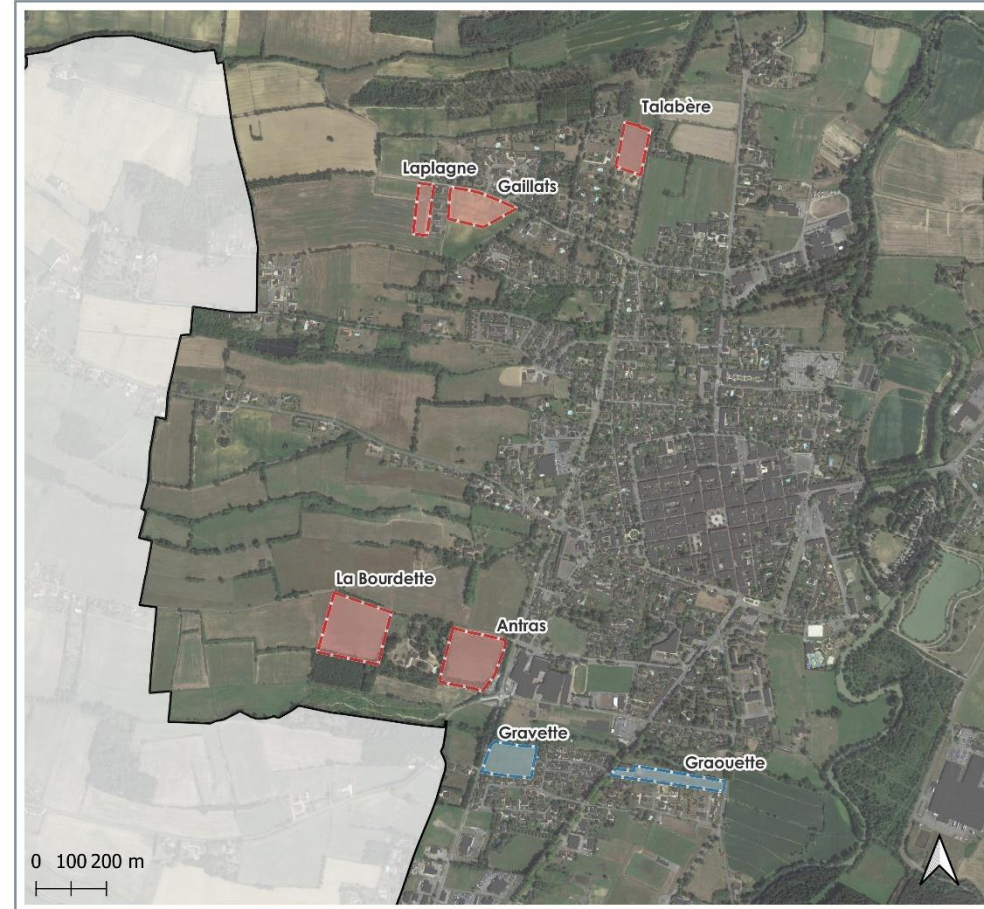 Talabère
Laplagne
Gaillats
La Bourdette
Antras
Gravette
Graouette
0 100 200 m